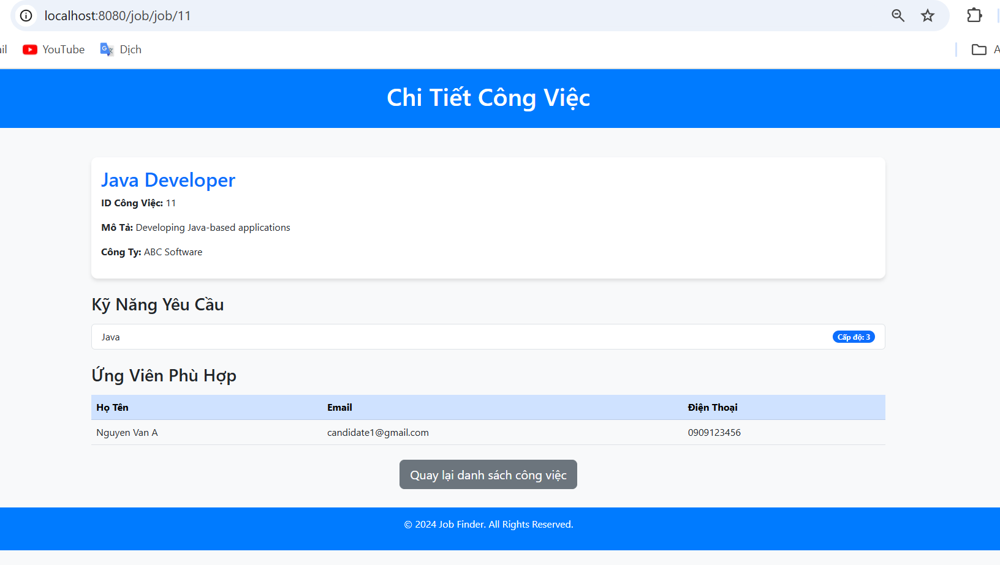 localhost:8080/job/job/11
il YouTube Dịch A
Chi Tiết Công Việc
Java Developer
ID Công Việc: 11
Mô Tả: Developing Java-based applications
Công Ty: ABC Software
Kỹ Năng Yêu Cầu
Java Cấp độ: 3
Ứng Viên Phù Hợp
Họ Tên Email Điện Thoại
Nguyen Van A candidate1@gmail.com 0909123456
Quay lại danh sách công việc
© 2024 Job Finder. All Rights Reserved.